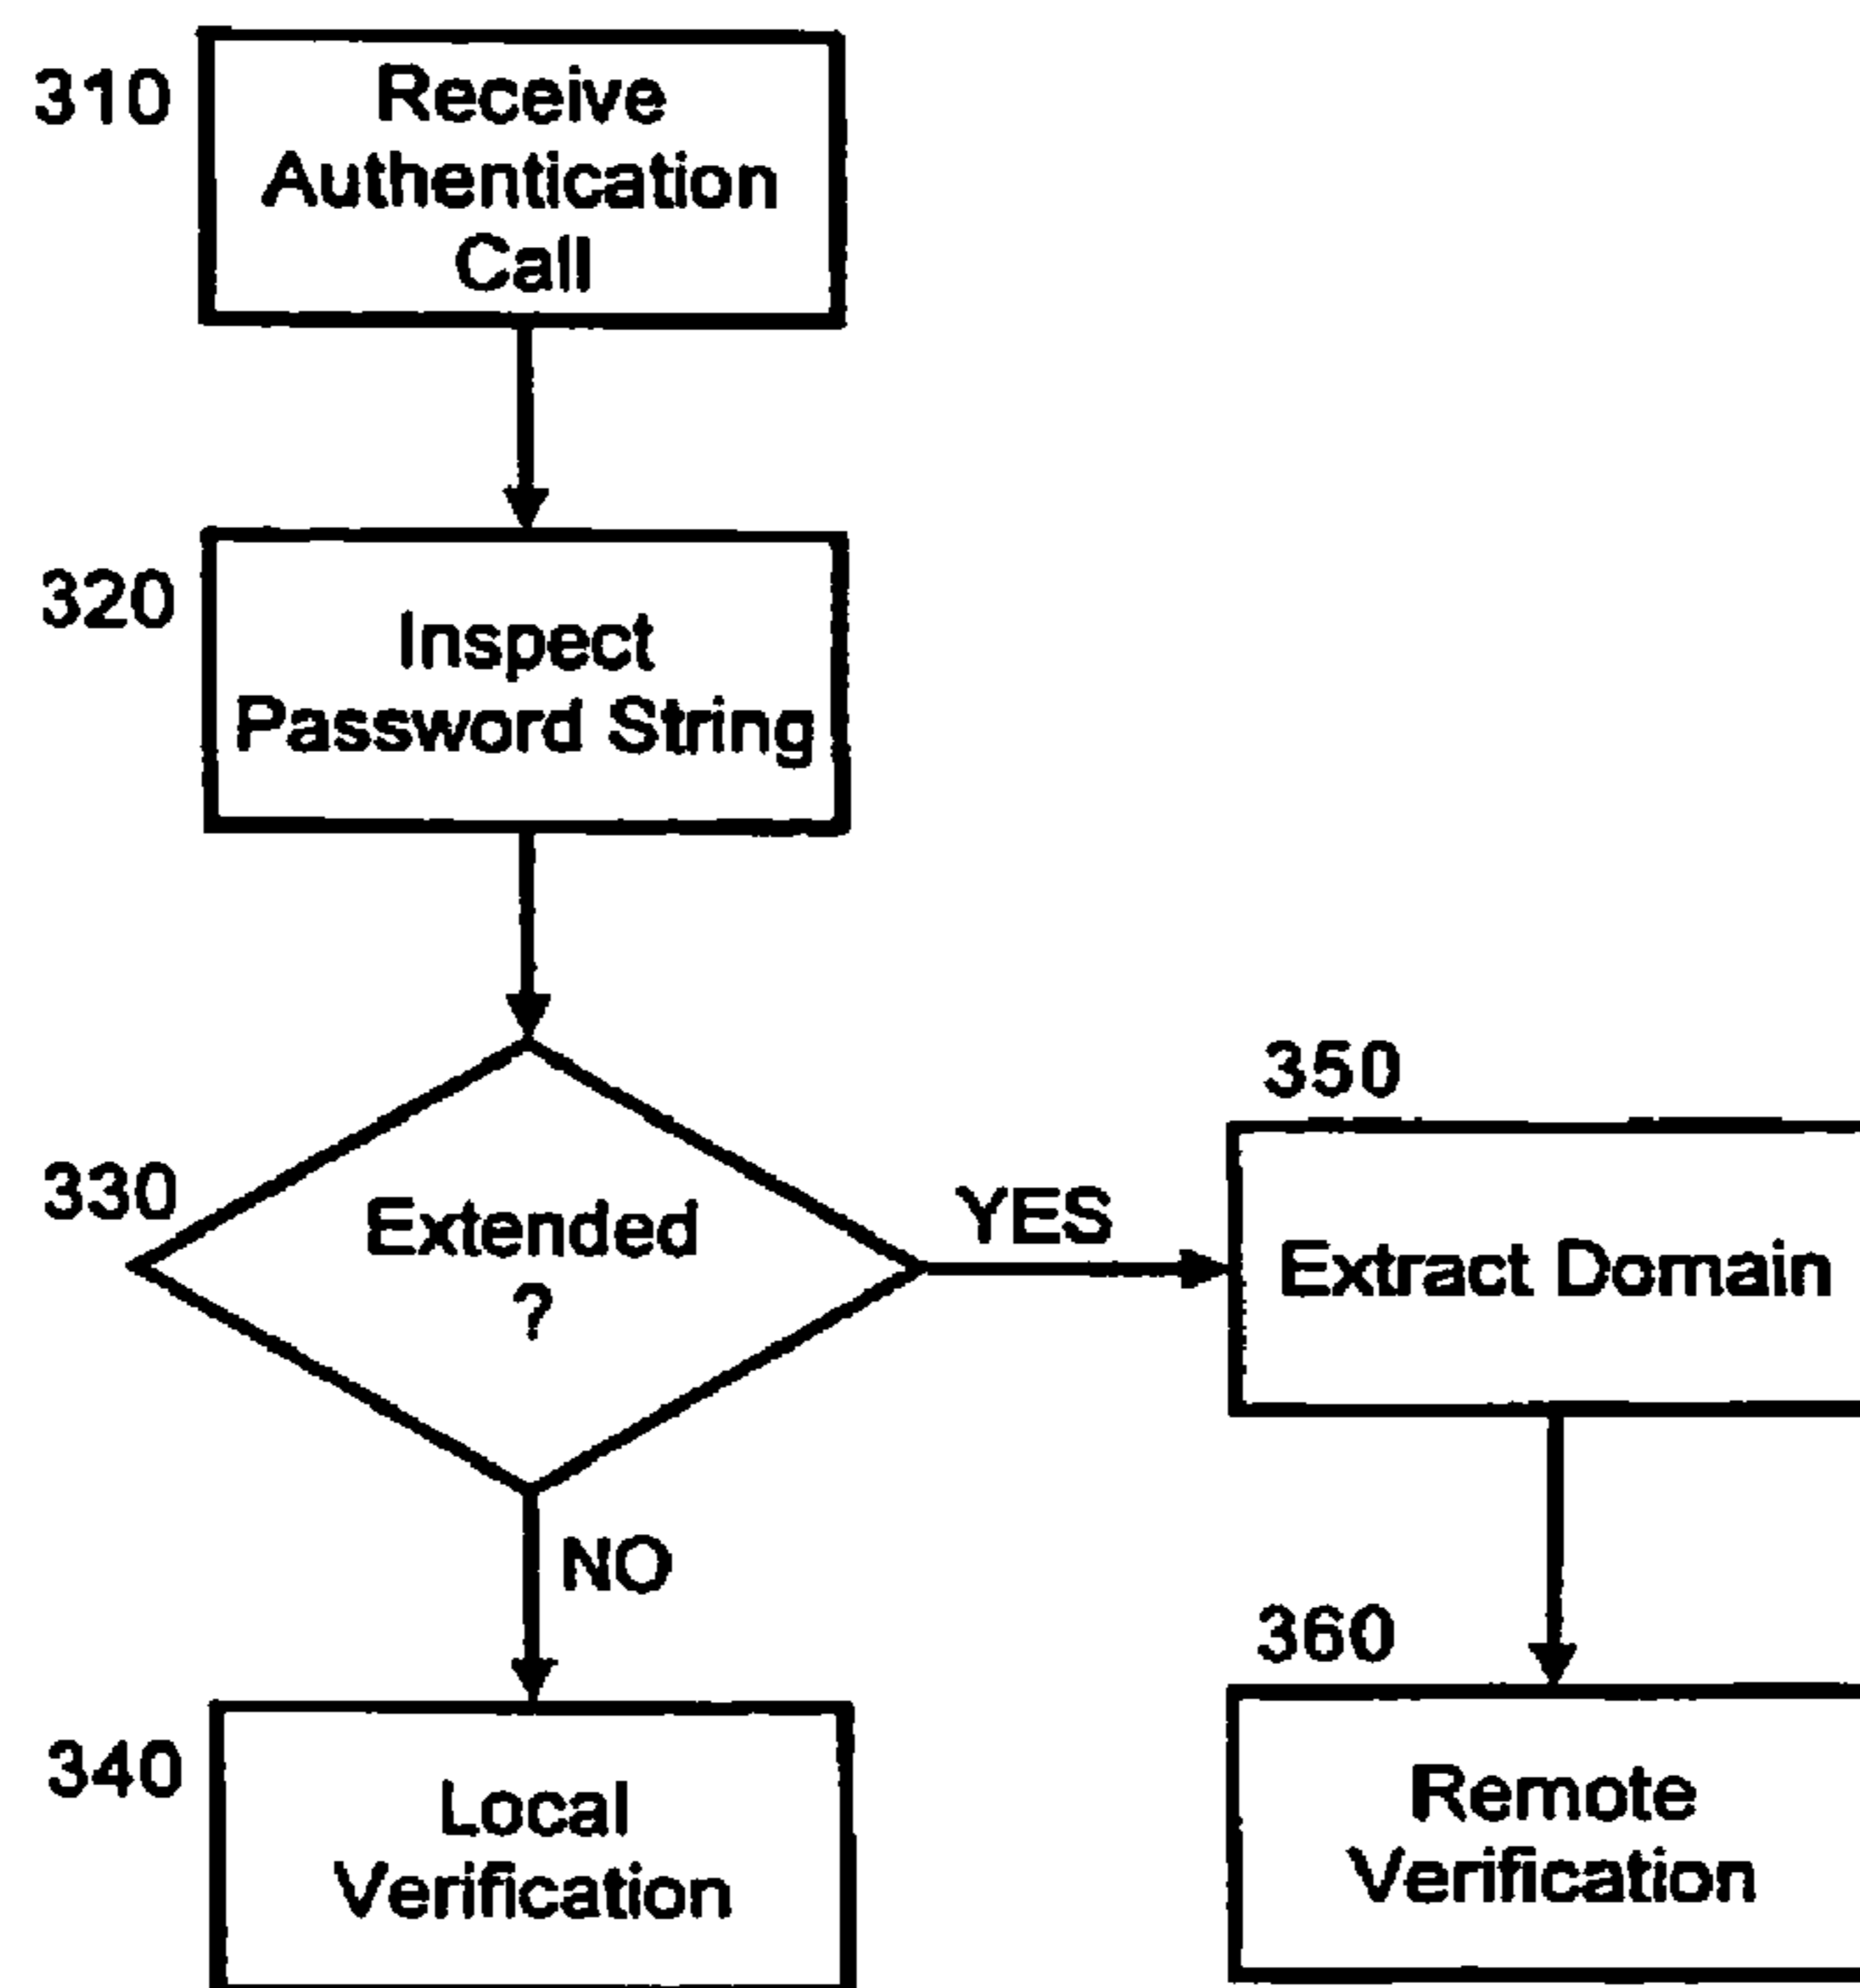 310
Receive
Authentication
Call
320
Inspect
Password String
330
Extended
?
YES
350
Extract Domain
NO
340
Local
Verification
360
Remote
Verification